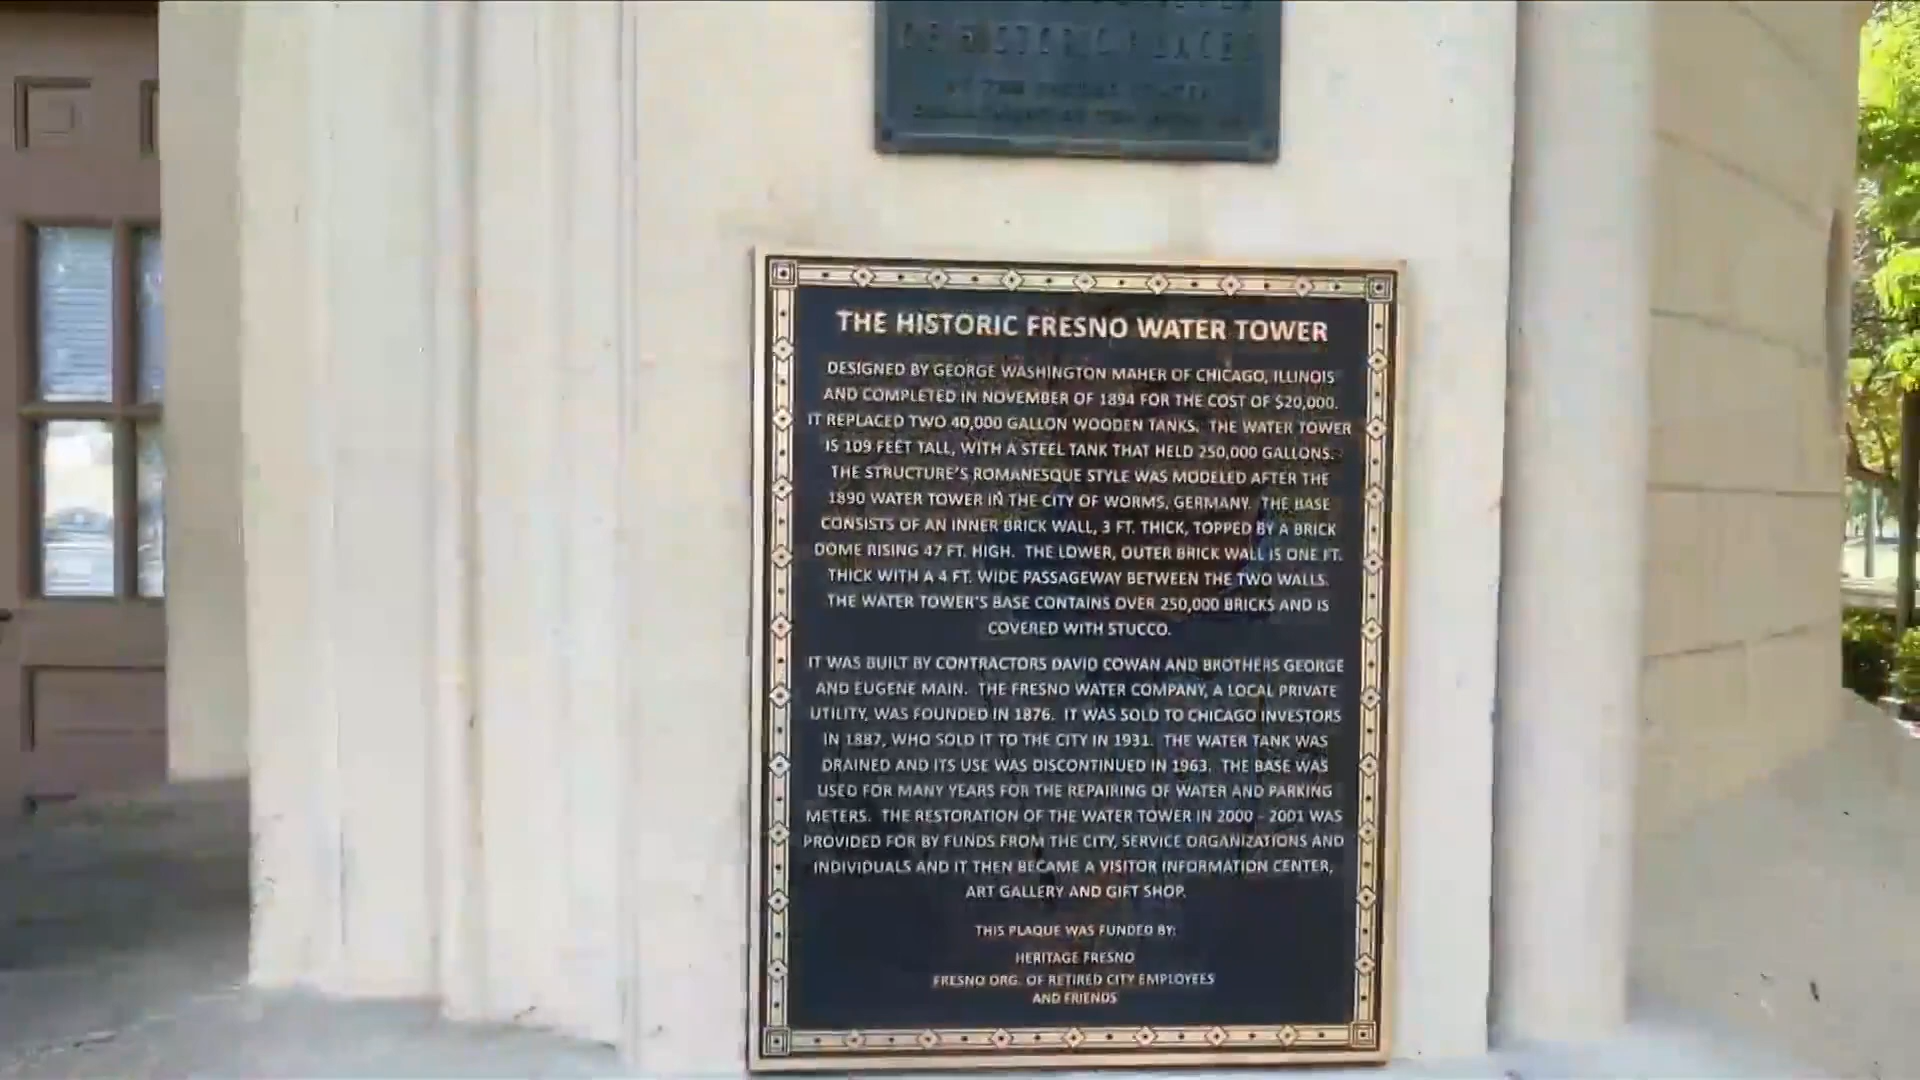 OF HISTORIC PLACES
THE HISTORIC FRESNO WATER TOWER
DESIGNED BY GEORGE WASHINGTON MAHER OF CHICAGO, ILLINOIS
AND COMPLETED IN NOVEMBER OF 1894 FOR THE COST OF $20,000.
IT REPLACED TWO 40,000 GALLON WOODEN TANKS. THE WATER TOWER
IS 109 FEET TALL, WITH A STEEL TANK THAT HELD 250,000 GALLONS.
THE STRUCTURE'S ROMANESQUE STYLE WAS MODELED AFTER THE
1890 WATER TOWER IN THE CITY OF WORMS, GERMANY. THE BASE
CONSISTS OF AN INNER BRICK WALL, 3 FT. THICK, TOPPED BY A BRICK
DOME RISING 47 FT. HIGH. THE LOWER, OUTER BRICK WALL IS ONE FT.
THICK WITH A 4 FT. WIDE PASSAGEWAY BETWEEN THE TWO WALLS.
THE WATER TOWER'S BASE CONTAINS OVER 250,000 BRICKS AND IS
COVERED WITH STUCCO.
IT WAS BUILT BY CONTRACTORS DAVID COWAN AND BROTHERS GEORGE
AND EUGENE MAIN. THE FRESNO WATER COMPANY, A LOCAL PRIVATE
UTILITY, WAS FOUNDED IN 1876. IT WAS SOLD TO CHICAGO INVESTORS
IN 1887, WHO SOLD IT TO THE CITY IN 1931. THE WATER TANK WAS
DRAINED AND ITS USE WAS DISCONTINUED IN 1963. THE BASE WAS
USED FOR MANY YEARS FOR THE REPAIRING OF WATER AND PARKING
METERS. THE RESTORATION OF THE WATER TOWER IN 2000 - 2001 WAS
PROVIDED FOR BY FUNDS FROM THE CITY, SERVICE ORGANIZATIONS AND
INDIVIDUALS AND IT THEN BECAME A VISITOR INFORMATION CENTER,
ART GALLERY AND GIFT SHOP.
THIS PLAQUE WAS FUNDED BY:
HERITAGE FRESNO
FRESNO ORG. OF RETIRED CITY EMPLOYEES
AND FRIENDS